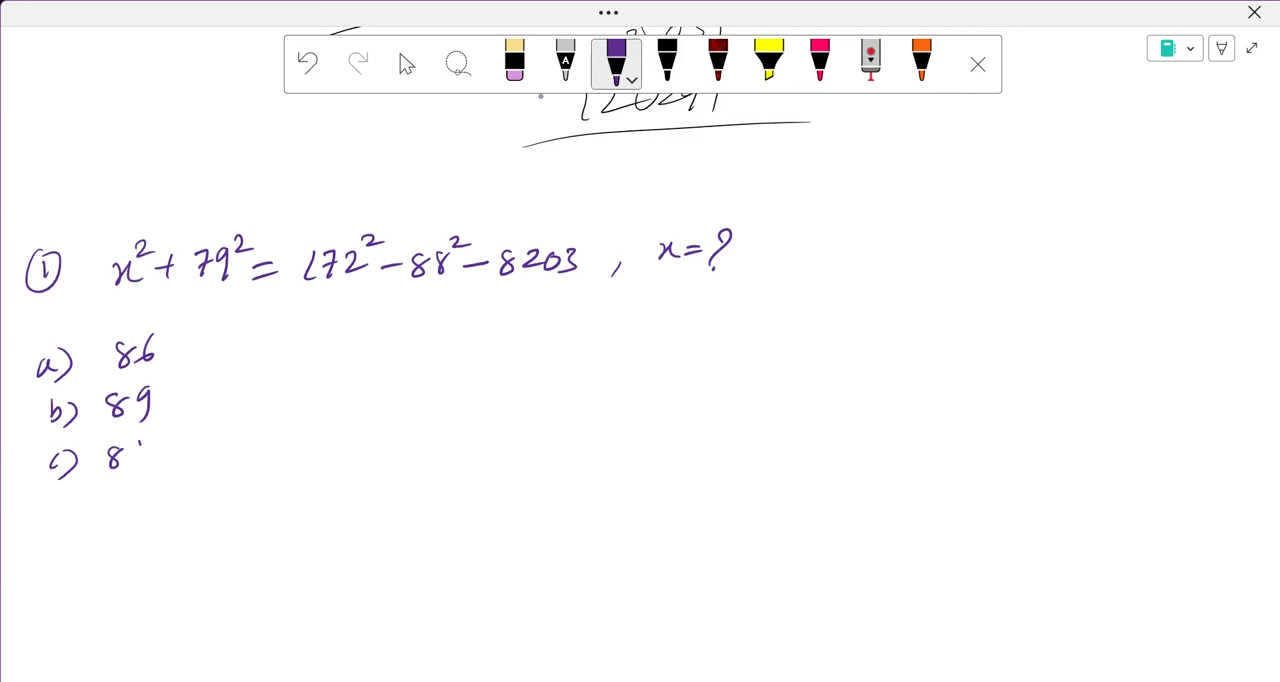 ① x² + 79² = 172² – 88² – 8203 , x = ?
a) 86
b) 89
c) 8